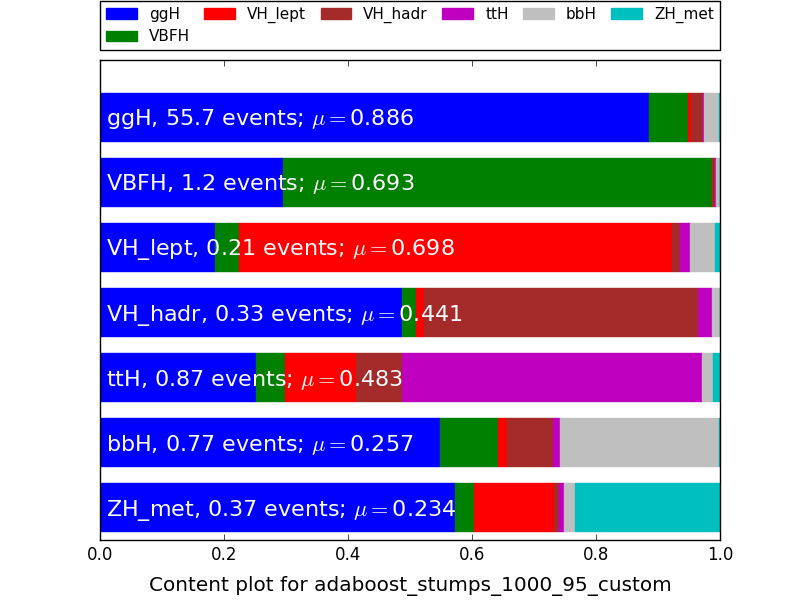 ggH VH_lept VH_hadr ttH bbH ZH_met
VBFH
ggH, 55.7 events; μ = 0.886
VBFH, 1.2 events; μ = 0.693
VH_lept, 0.21 events; μ = 0.698
VH_hadr, 0.33 events; μ = 0.441
ttH, 0.87 events; μ = 0.483
bbH, 0.77 events; μ = 0.257
ZH_met, 0.37 events; μ = 0.234
0.0 0.2 0.4 0.6 0.8 1.0
Content plot for adaboost_stumps_1000_95_custom